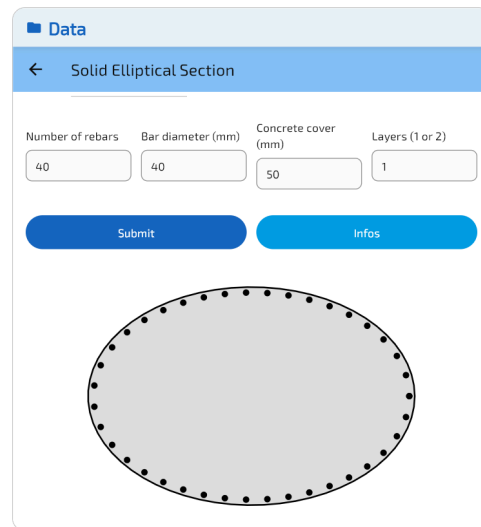 Data
Solid Elliptical Section
Number of rebars
Bar diameter (mm)
Concrete cover
(mm)
Layers (1 or 2)
40
40
50
1
Submit
Infos